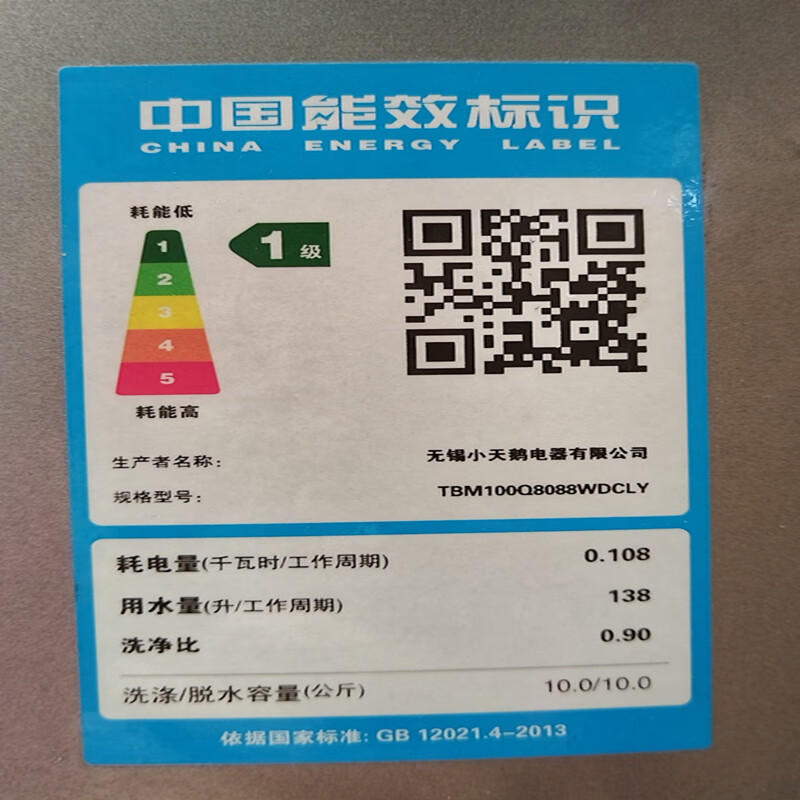 中国能效标识
CHINA ENERGY LABEL
耗能低
1
2
3
4
5
耗能高
1级
生产者名称: 无锡小天鹅电器有限公司
规格型号: TBM100Q8088WDCLY
耗电量(千瓦时/工作周期) 0.108
用水量(升/工作周期) 138
洗净比 0.90
洗涤/脱水容量(公斤) 10.0/10.0
依据国家标准: GB 12021.4-2013